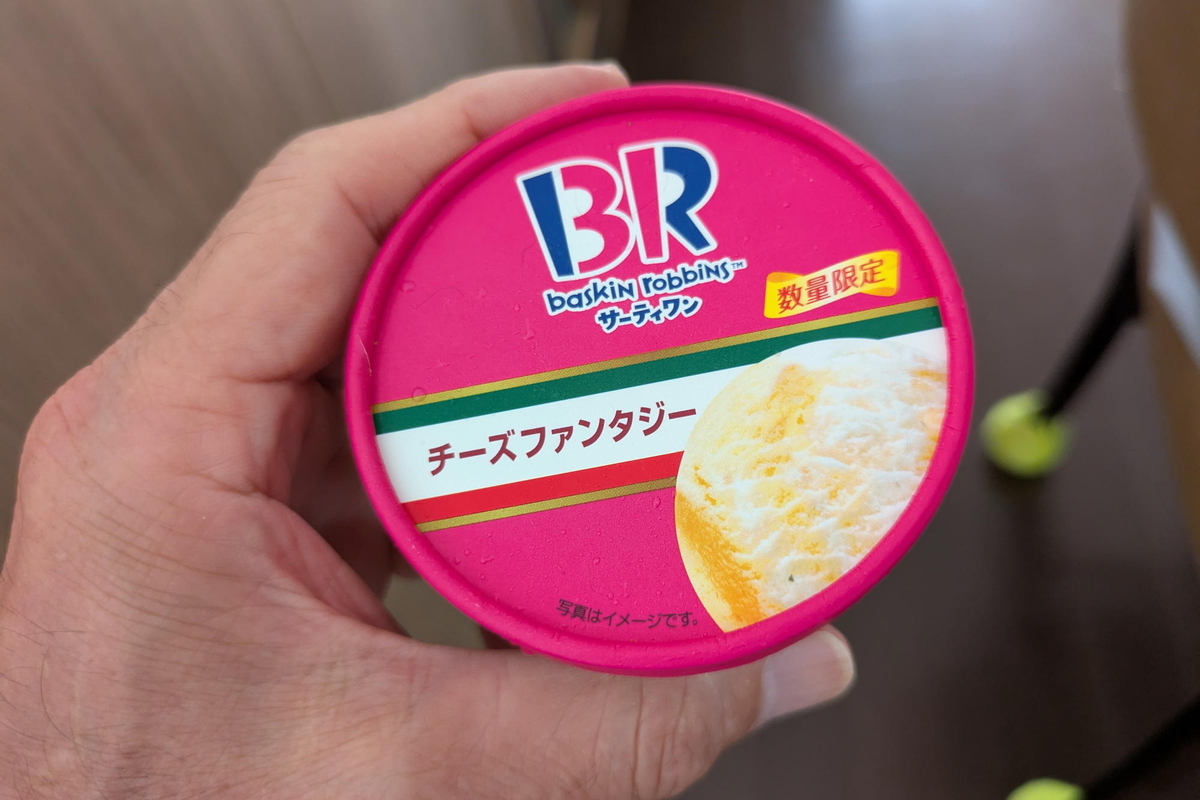 BR
baskin robbins™
サーティワン
数量限定
チーズファンタジー
写真はイメージです。